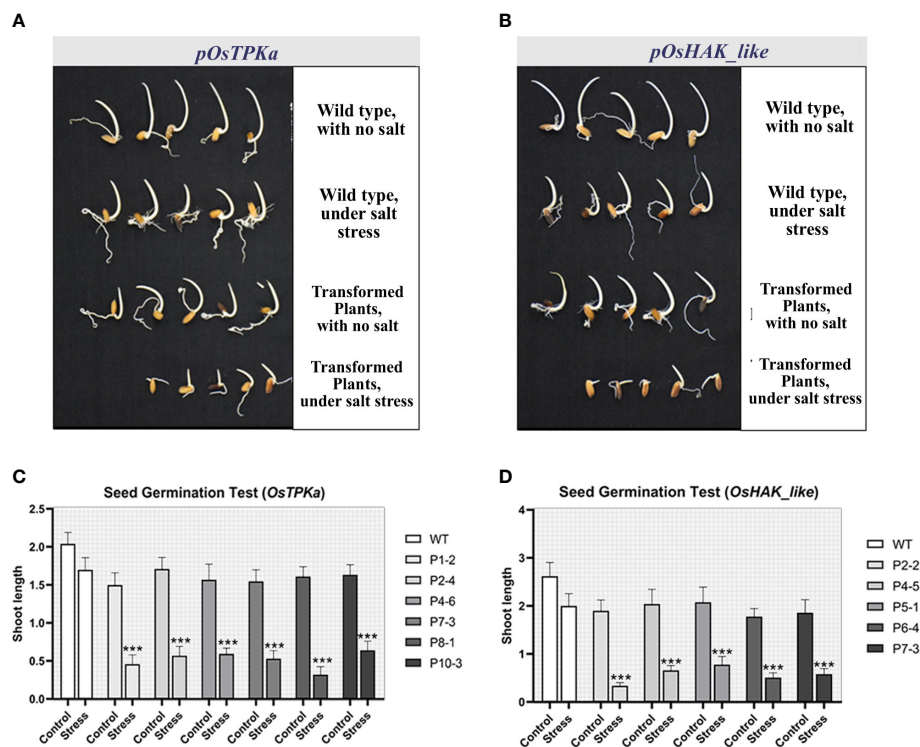 A
pOsTPKa
Wild type,
with no salt
Wild type,
under salt
stress
Transformed
Plants,
with no salt
Transformed
Plants,
under salt stress
B
pOsHAK_like
Wild type,
with no salt
Wild type,
under salt
stress
Transformed
Plants,
with no salt
Transformed
Plants,
under salt stress
C
Seed Germination Test (OsTPKa)
Shoot length
2.5
2.0
1.5
1.0
0.5
0.0
*** *** *** *** *** ***
Control Stress Control Stress Control Stress Control Stress Control Stress Control Stress Control Stress
WT
P1-2
P2-4
P4-6
P7-3
P8-1
P10-3
D
Seed Germination Test (OsHAK_like)
Shoot length
4
3
2
1
0
*** *** *** *** ***
Control Stress Control Stress Control Stress Control Stress Control Stress Control Stress
WT
P2-2
P4-5
P5-1
P6-4
P7-3